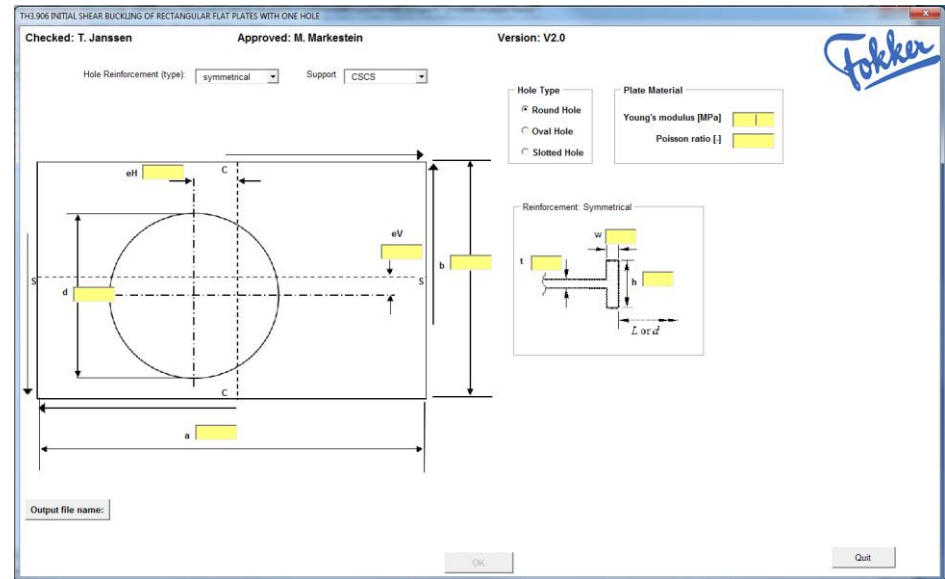 TH3.906 INITIAL SHEAR BUCKLING OF RECTANGULAR FLAT PLATES WITH ONE HOLE
Checked: T. Janssen Approved: M. Markestein Version: V2.0
Fokker
Hole Reinforcement (type): symmetrical Support CSCS
Hole Type
Round Hole
Oval Hole
Slotted Hole
Plate Material
Young's modulus [MPa]
Poisson ratio [.]
eH
C
eV
b
S
S
d
C
a
Reinforcement: Symmetrical
w
t
h
L or d
Output file name:
OK
Quit